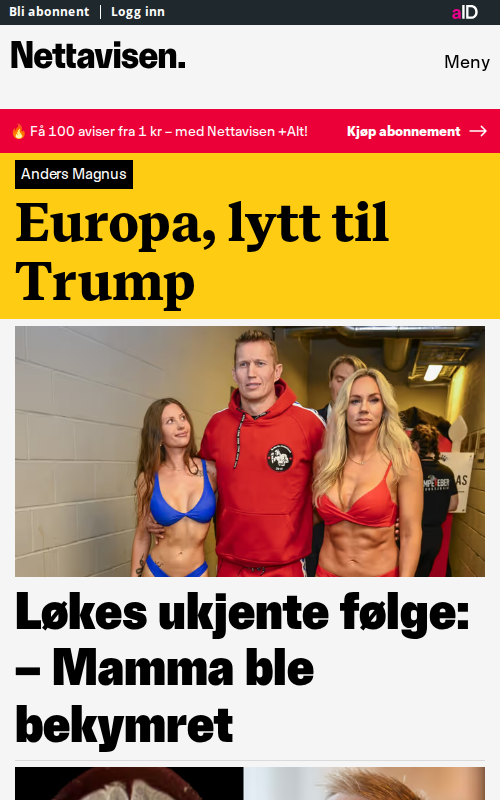 Bli abonnent
Logg inn
aID
Nettavisen.
Meny
🔥 Få 100 aviser fra 1 kr – med Nettavisen +Alt!
Kjøp abonnement →
Anders Magnus
Europa, lytt til
Trump
Løkes ukjente følge:
– Mamma ble
bekymret